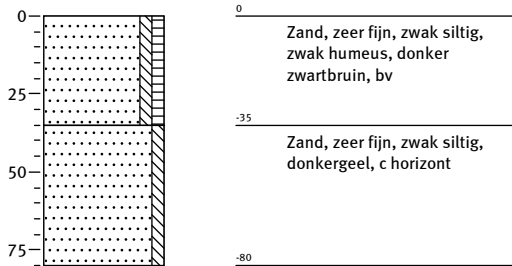 0
25
50
75
0
Zand, zeer fijn, zwak siltig,
zwak humeus, donker
zwartbruin, bv
-35
Zand, zeer fijn, zwak siltig,
donkergeel, c horizont
-80